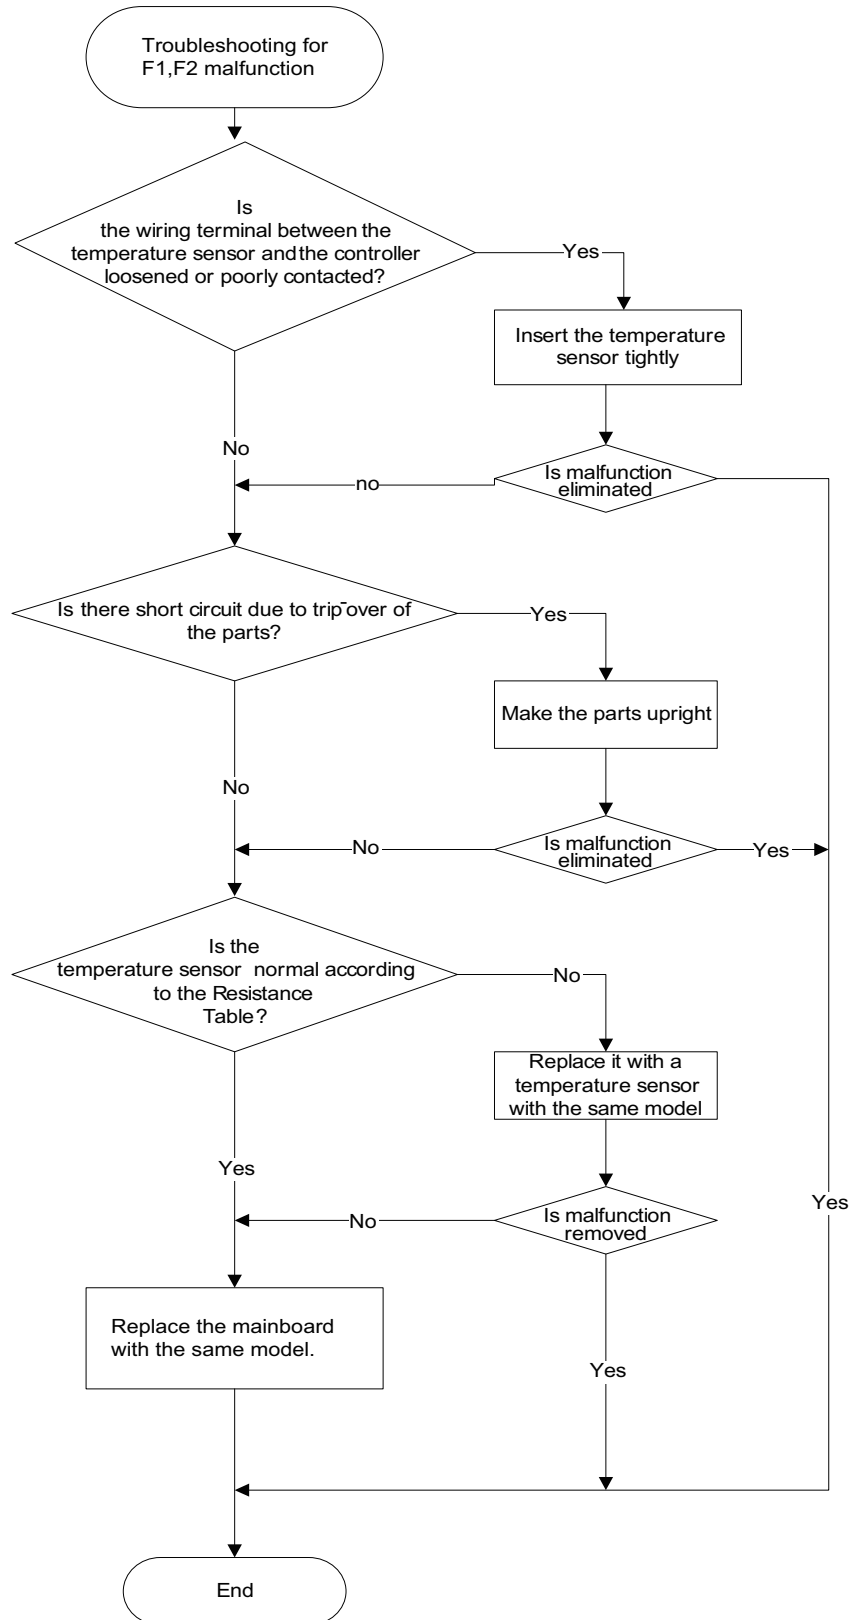 Troubleshooting for
F1,F2 malfunction
Is
the wiring terminal between the
temperature sensor and the controller
loosened or poorly contacted?
Yes
Insert the temperature
sensor tightly
No
Is malfunction
eliminated
no
Is there short circuit due to trip-over of
the parts?
Yes
Make the parts upright
No
Is malfunction
eliminated
No
Yes
Is the
temperature sensor normal according
to the Resistance
Table?
No
Replace it with a
temperature sensor
with the same model
Yes
Yes
Is malfunction
removed
No
Replace the mainboard
with the same model.
Yes
End